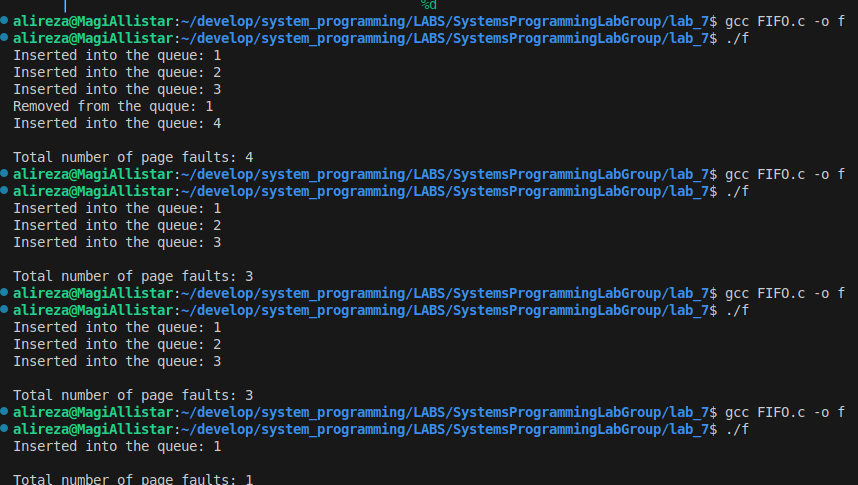 %d
alireza@MagiAllistar:~/develop/system_programming/LABS/SystemsProgrammingLabGroup/lab_7$ gcc FIFO.c -o f
alireza@MagiAllistar:~/develop/system_programming/LABS/SystemsProgrammingLabGroup/lab_7$ ./f
Inserted into the queue: 1
Inserted into the queue: 2
Inserted into the queue: 3
Removed from the quque: 1
Inserted into the queue: 4
Total number of page faults: 4
alireza@MagiAllistar:~/develop/system_programming/LABS/SystemsProgrammingLabGroup/lab_7$ gcc FIFO.c -o f
alireza@MagiAllistar:~/develop/system_programming/LABS/SystemsProgrammingLabGroup/lab_7$ ./f
Inserted into the queue: 1
Inserted into the queue: 2
Inserted into the queue: 3
Total number of page faults: 3
alireza@MagiAllistar:~/develop/system_programming/LABS/SystemsProgrammingLabGroup/lab_7$ gcc FIFO.c -o f
alireza@MagiAllistar:~/develop/system_programming/LABS/SystemsProgrammingLabGroup/lab_7$ ./f
Inserted into the queue: 1
Inserted into the queue: 2
Inserted into the queue: 3
Total number of page faults: 3
alireza@MagiAllistar:~/develop/system_programming/LABS/SystemsProgrammingLabGroup/lab_7$ gcc FIFO.c -o f
alireza@MagiAllistar:~/develop/system_programming/LABS/SystemsProgrammingLabGroup/lab_7$ ./f
Inserted into the queue: 1
Total number of page faults: 1